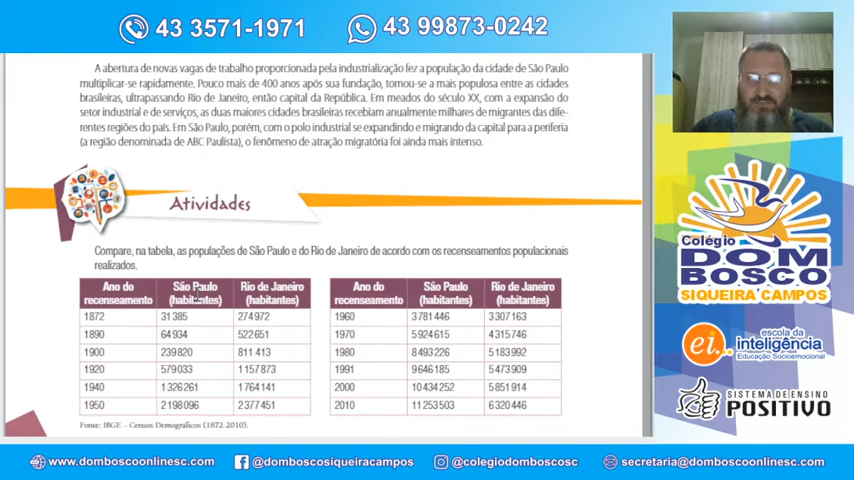 43 3571-1971
43 99873-0242
A abertura de novas vagas de trabalho proporcionada pela industrialização fez a população da cidade de São Paulo
multiplicar-se rapidamente. Pouco mais de 400 anos após sua fundação, tornou-se a mais populosa entre as cidades
brasileiras, ultrapassando Rio de Janeiro, então capital da República. Em meados do século XX, com a expansão do
setor industrial e de serviços, as duas maiores cidades brasileiras recebiam anualmente milhares de migrantes das dife-
rentes regiões do país. Em São Paulo, porém, com o polo industrial se expandindo e migrando da capital para a periferia
(a região denominada de ABC Paulista), o fenômeno de atração migratória foi ainda mais intenso.
Atividades
Compare, na tabela, as populações de São Paulo e do Rio de Janeiro de acordo com os recenseamentos populacionais
realizados.
Ano do recenseamento São Paulo (habitantes) Rio de Janeiro (habitantes)
1872 31 385 274 972
1890 64 934 522 651
1900 239 820 811 413
1920 579 033 1 157 873
1940 1 326 261 1 764 141
1950 2 198 096 2 377 451
Ano do recenseamento São Paulo (habitantes) Rio de Janeiro (habitantes)
1960 3 781 446 3 307 163
1970 5 924 615 4 315 746
1980 8 493 226 5 183 992
1991 9 646 185 5 473 909
2000 10 434 252 5 851 914
2010 11 253 503 6 320 446
Fonte: IBGE – Censos Demográficos (1872-2010).
Colégio
DOM
BOSCO
SIQUEIRA CAMPOS
ei.
escola da
inteligência
Educação Socioemocional
SISTEMA DE ENSINO
POSITIVO
www.domboscoonlinesc.com
@domboscosiqueiracampos
@colegiodomboscosc
secretaria@domboscoonlinesc.com